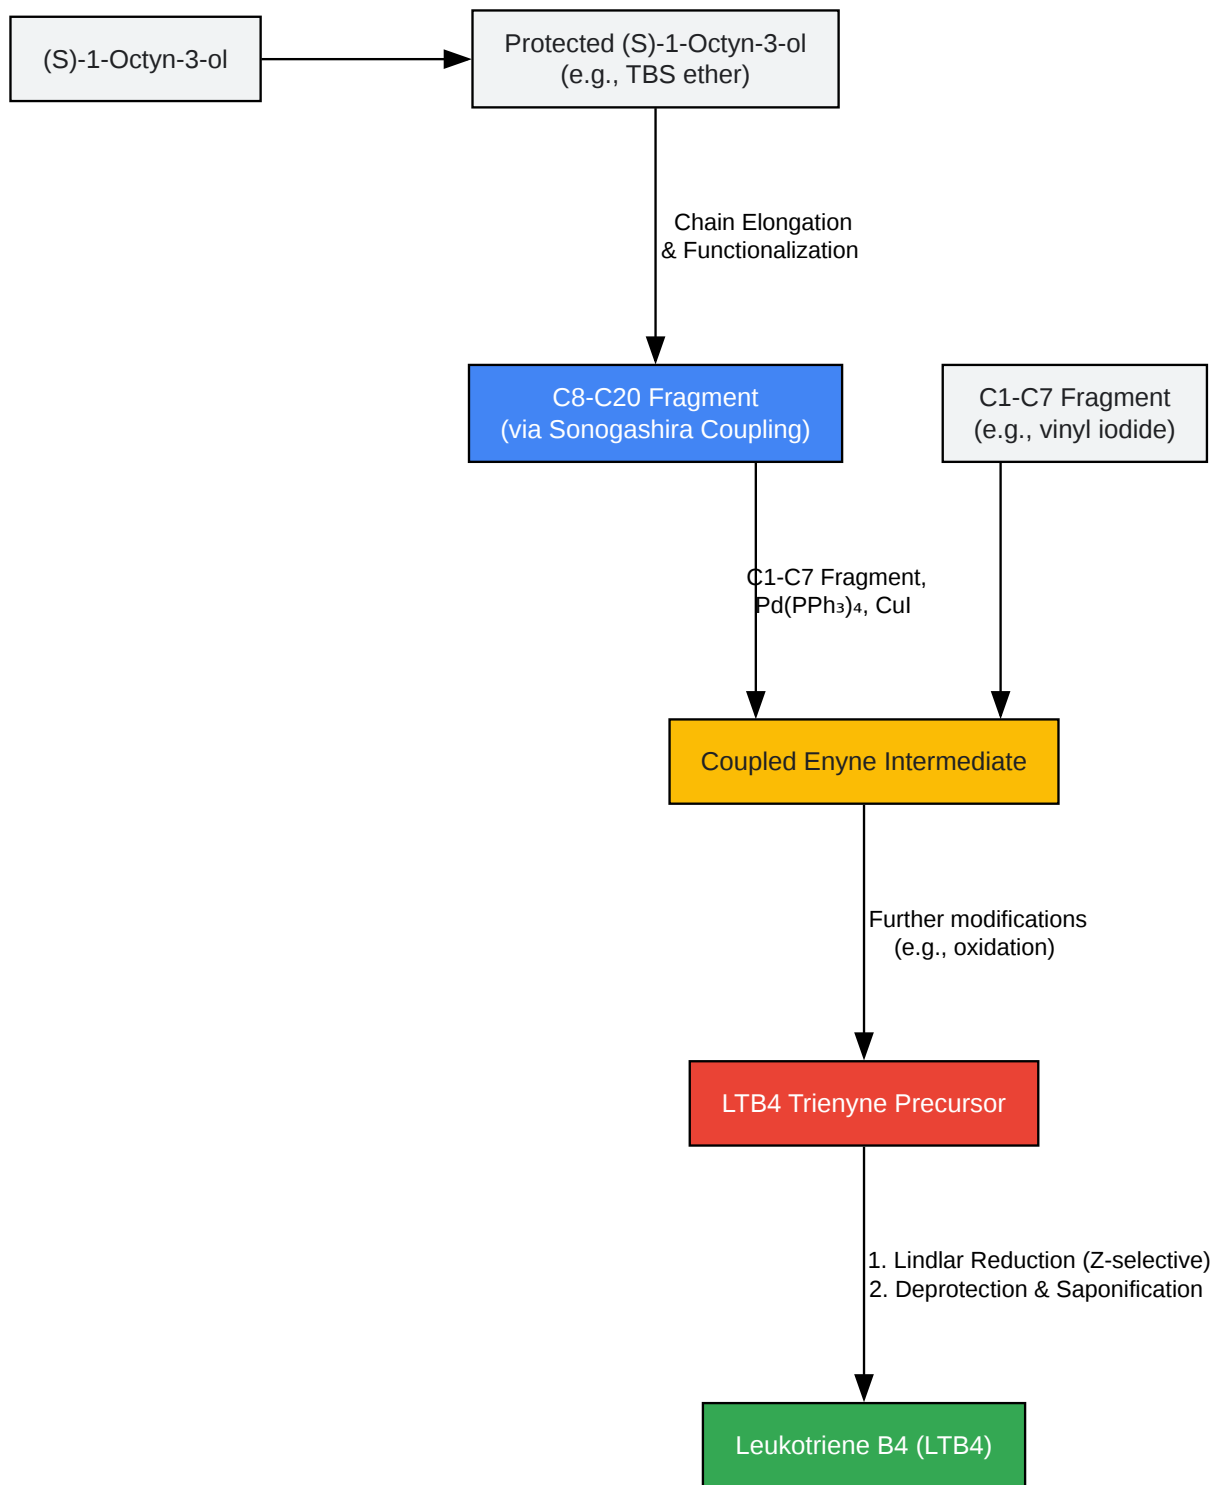 (S)-1-Octyn-3-ol
Protected (S)-1-Octyn-3-ol
(e.g., TBS ether)
Chain Elongation
& Functionalization
C8-C20 Fragment
(via Sonogashira Coupling)
C1-C7 Fragment
(e.g., vinyl iodide)
C1-C7 Fragment,
Pd(PPh₃)₄, CuI
Coupled Enyne Intermediate
Further modifications
(e.g., oxidation)
LTB4 Trienyne Precursor
1. Lindlar Reduction (Z-selective)
2. Deprotection & Saponification
Leukotriene B4 (LTB4)